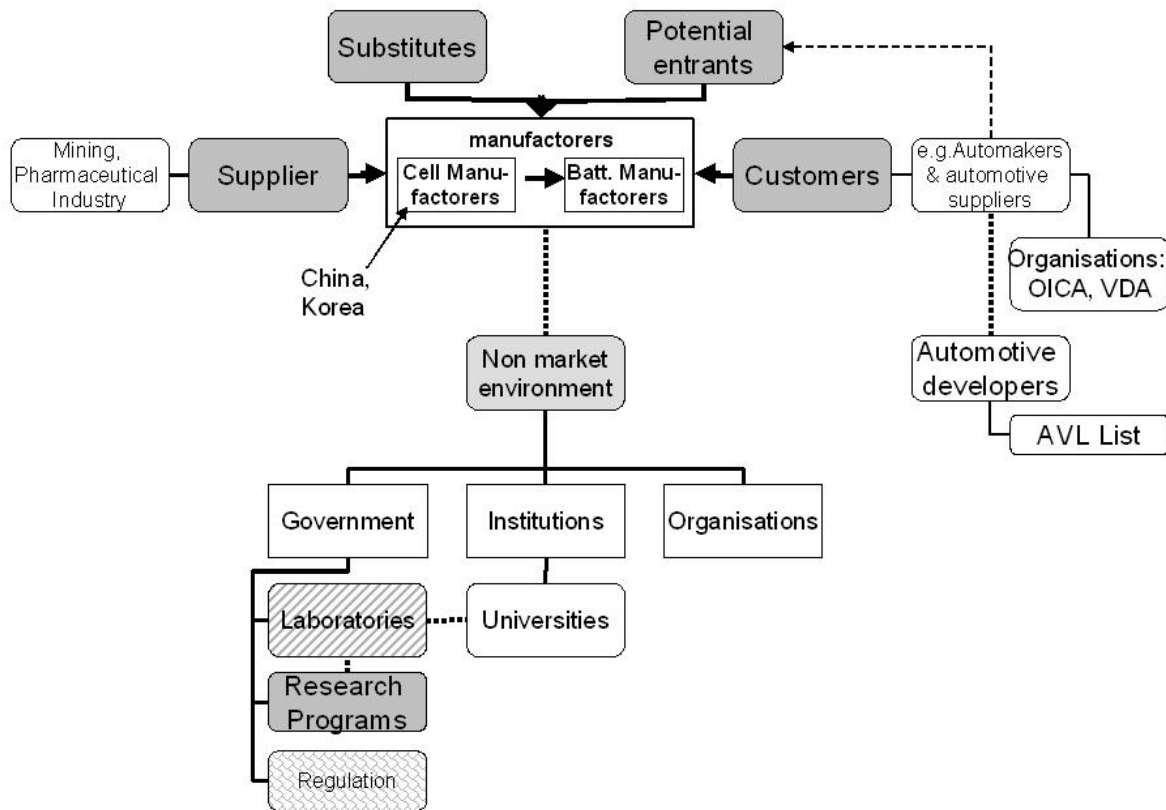 Substitutes
Potential
entrants
manufactorers
Mining,
Pharmaceutical
Industry
Supplier
Cell Manu-
factorers
Batt. Manu-
factorers
Customers
e.g.Automakers
& automotive
suppliers
China,
Korea
Organisations:
OICA, VDA
Non market
environment
Automotive
developers
AVL List
Government
Institutions
Organisations
Laboratories
Universities
Research
Programs
Regulation